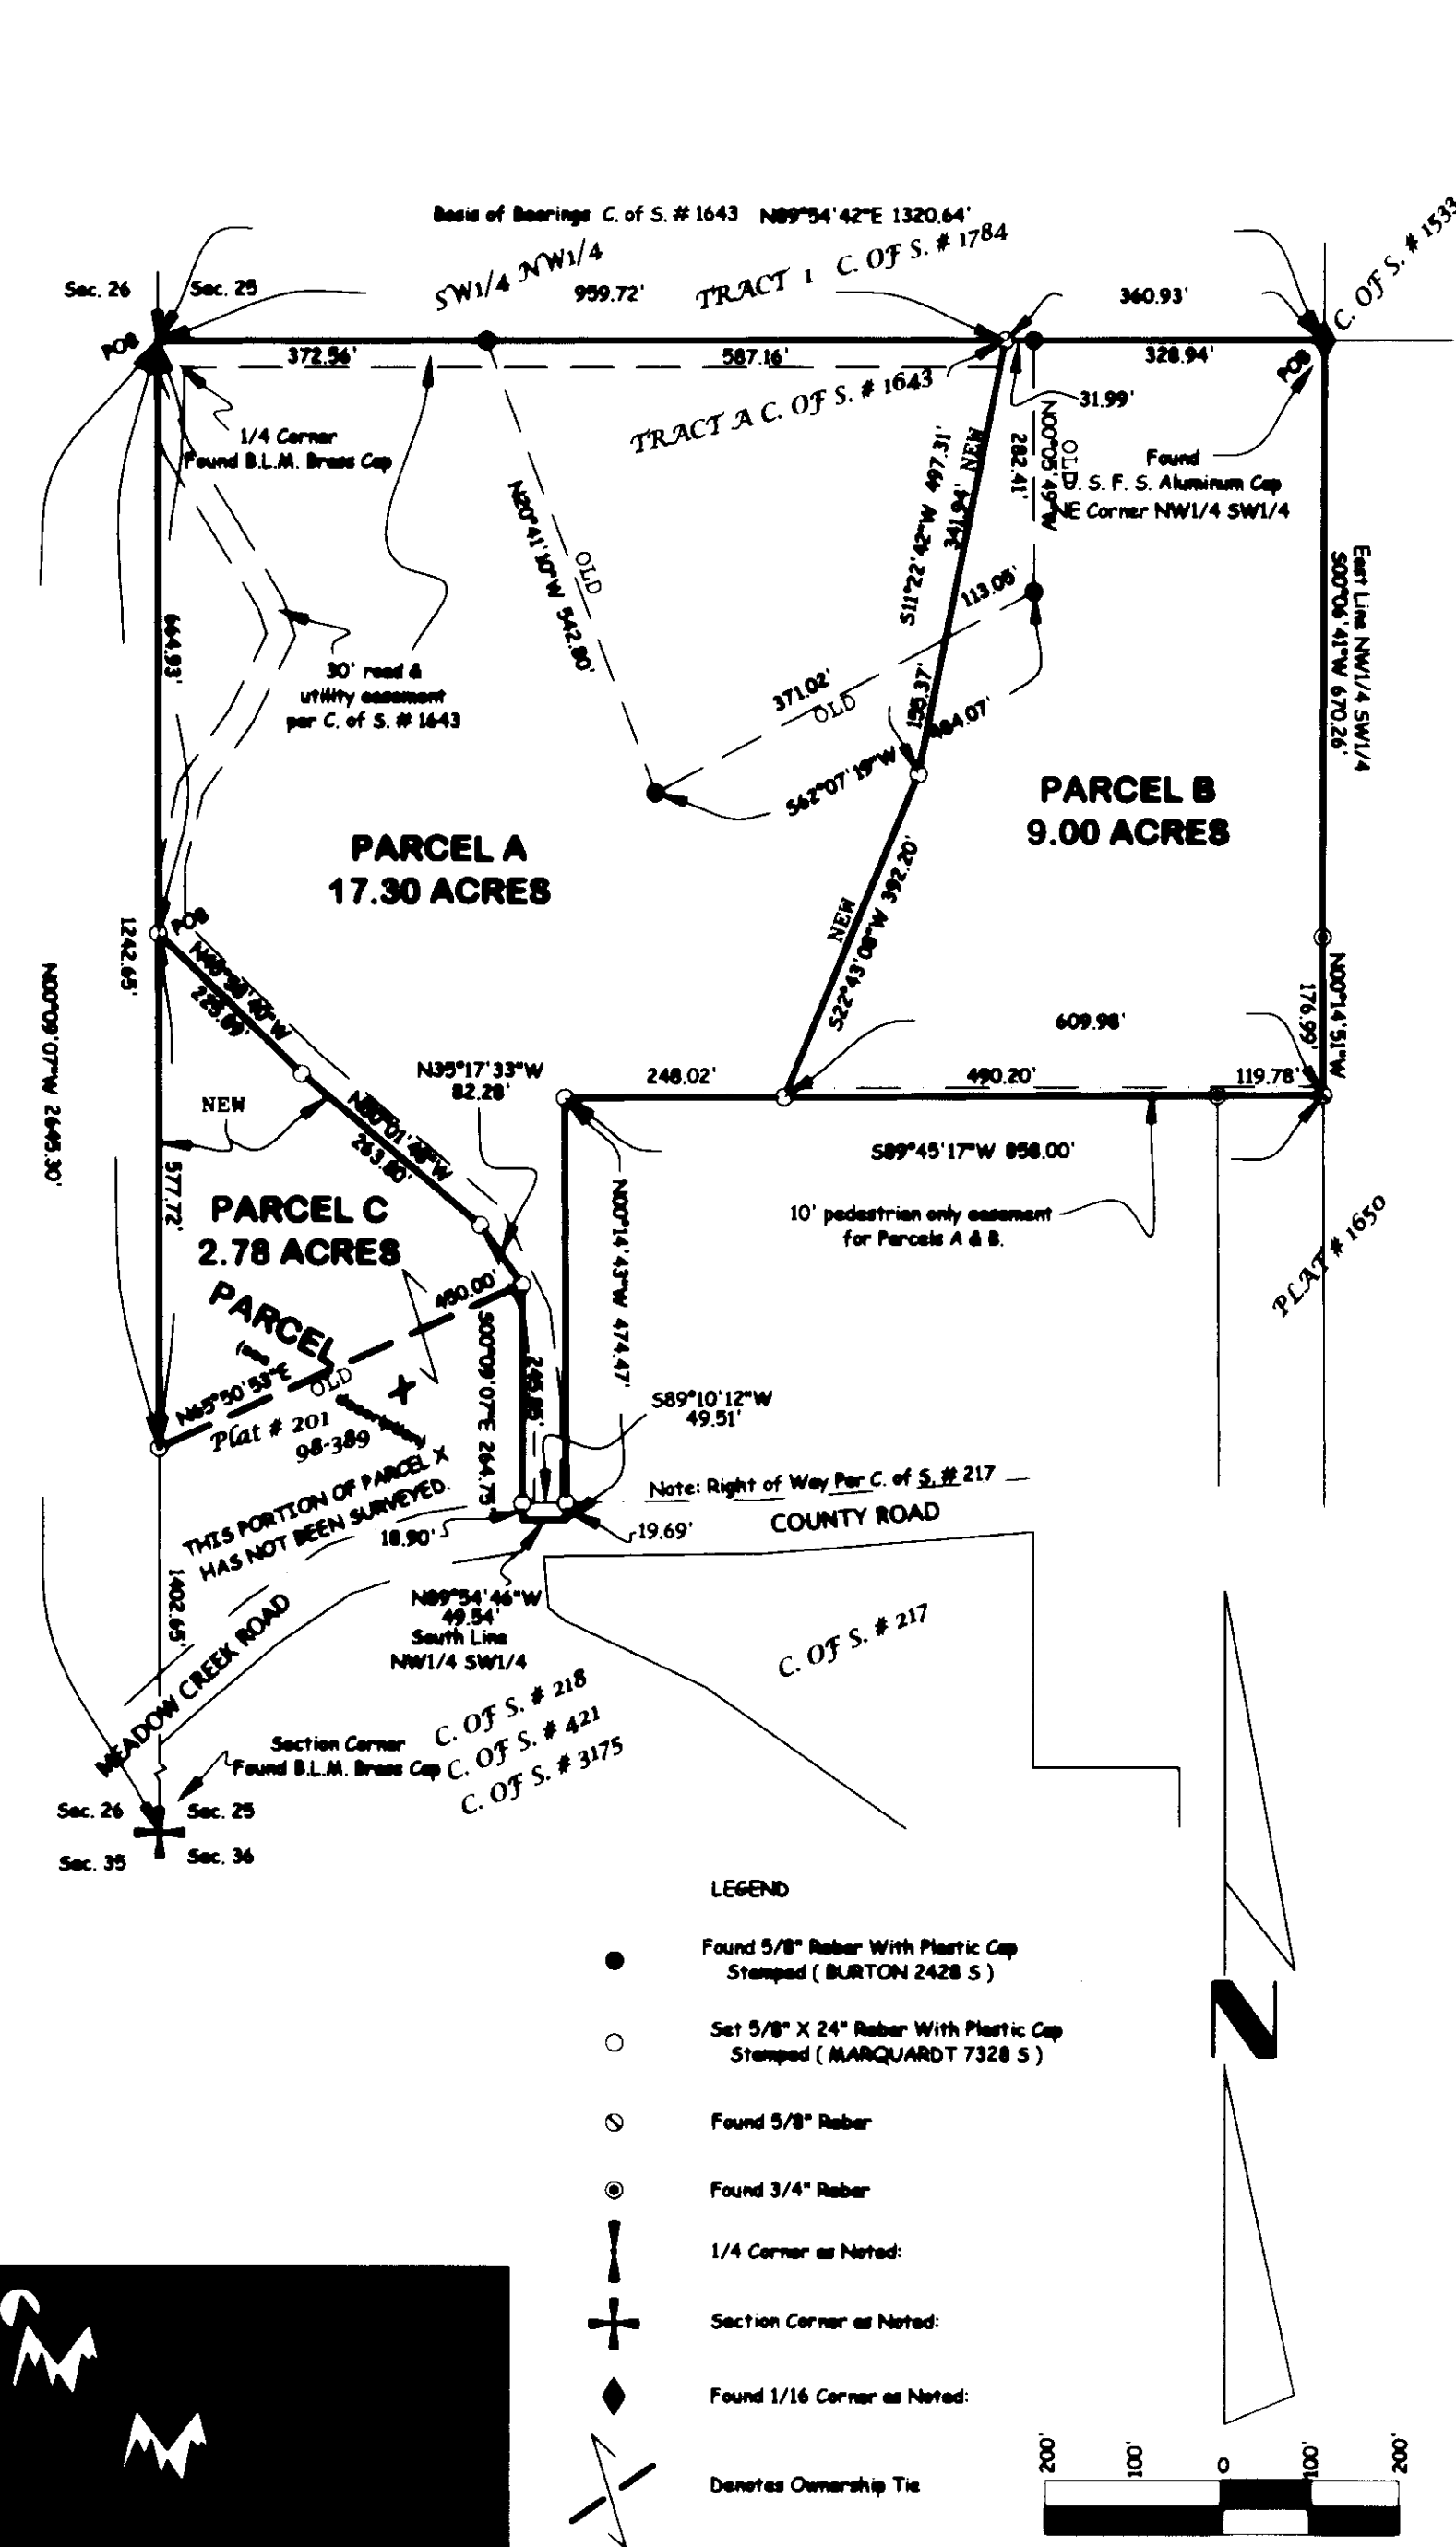 Basis of Bearings C. of S. # 1643 N89°54'42"E 1320.64'
SW1/4 NW1/4
TRACT 1 C. OF S. # 1784
C. OF S. # 1533
Sec. 26
Sec. 25
959.72'
360.93'
POB
372.56'
587.16'
328.94'
POB
31.99'
TRACT A C. OF S. # 1643
1/4 Corner
Found B.L.M. Brass Cap
Found
U. S. F. S. Aluminum Cap
NE Corner NW1/4 SW1/4
N00°05'49"W
282.41'
OLD
S11°22'42"W 497.31'
341.94'
NEW
N20°41'10"W 542.80'
OLD
East Line NW1/4 SW1/4
S00°06'41"W 670.26'
113.05'
664.93'
30' road &
utility easement
per C. of S. # 1643
371.02'
OLD
155.37'
S62°07'19"W 484.07'
PARCEL B
9.00 ACRES
PARCEL A
17.30 ACRES
NEW
S22°43'08"W 392.20'
POB
1242.65'
N00°09'07"W 2645.30'
N00°14'51"W
176.99'
609.98'
N35°17'33"W
82.28'
248.02'
490.20'
119.78'
NEW
263.60'
S89°45'17"W 858.00'
577.72'
PARCEL C
2.78 ACRES
10' pedestrian only easement
for Parcels A & B.
N00°14'43"W 474.47'
PLAT # 1650
450.00'
PARCEL
X
(see
description)
N65°50'53"E
OLD
S00°09'07"E 264.75'
245.85'
S89°10'12"W
49.51'
Plat # 201
98-389
THIS PORTION OF PARCEL X
HAS NOT BEEN SURVEYED.
Note: Right of Way Per C. of S. # 217
COUNTY ROAD
18.90'
19.69'
1402.65'
N89°54'46"W
49.54'
South Line
NW1/4 SW1/4
MEADOW CREEK ROAD
C. OF S. # 217
C. OF S. # 218
C. OF S. # 421
C. OF S. # 3175
Section Corner
Found B.L.M. Brass Cap
Sec. 26
Sec. 25
Sec. 35
Sec. 36
LEGEND
Found 5/8" Rebar With Plastic Cap
Stamped ( BURTON 2428 S )
Set 5/8" X 24" Rebar With Plastic Cap
Stamped ( MARQUARDT 7328 S )
N
Found 5/8" Rebar
Found 3/4" Rebar
1/4 Corner as Noted:
Section Corner as Noted:
Found 1/16 Corner as Noted:
Denotes Ownership Tie
200' 100' 0 100' 200'